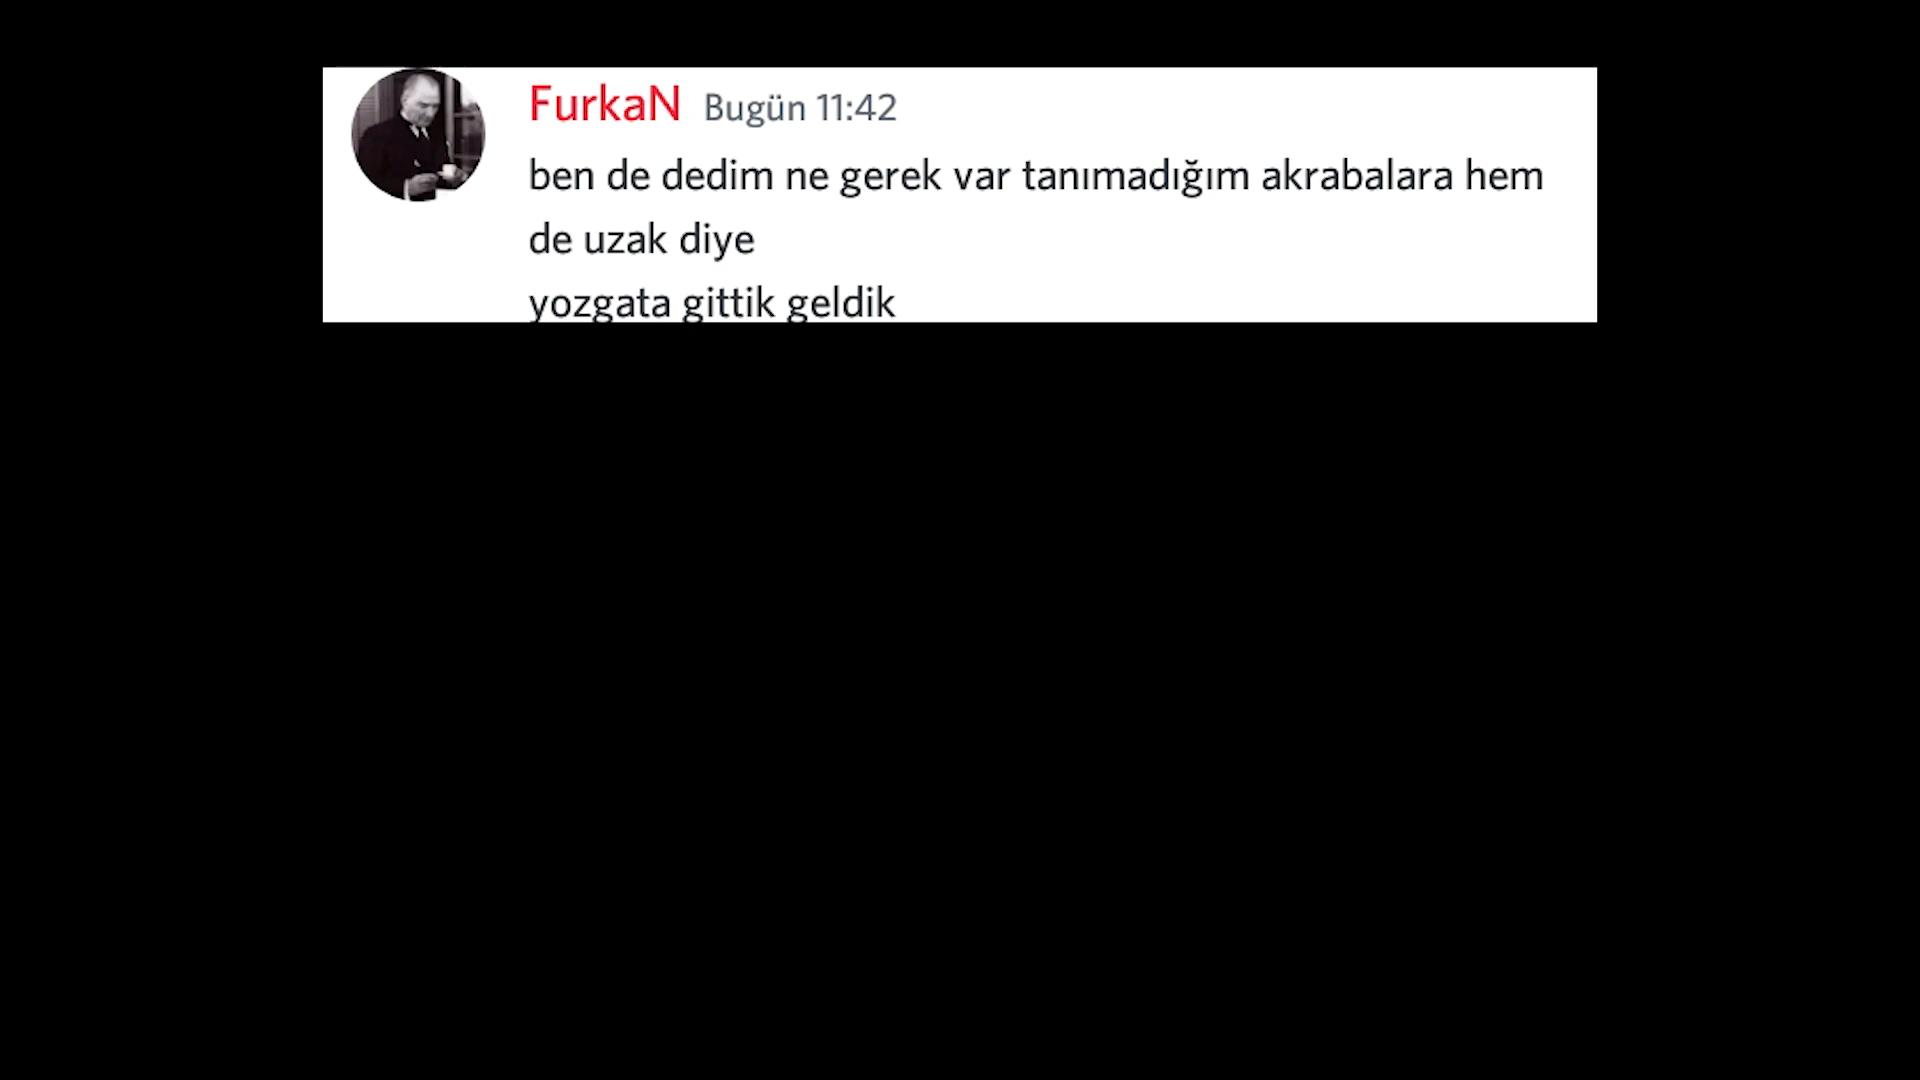 FurkaN Bugün 11:42
ben de dedim ne gerek var tanımadığım akrabalara hem
de uzak diye
yozgata gittik geldik